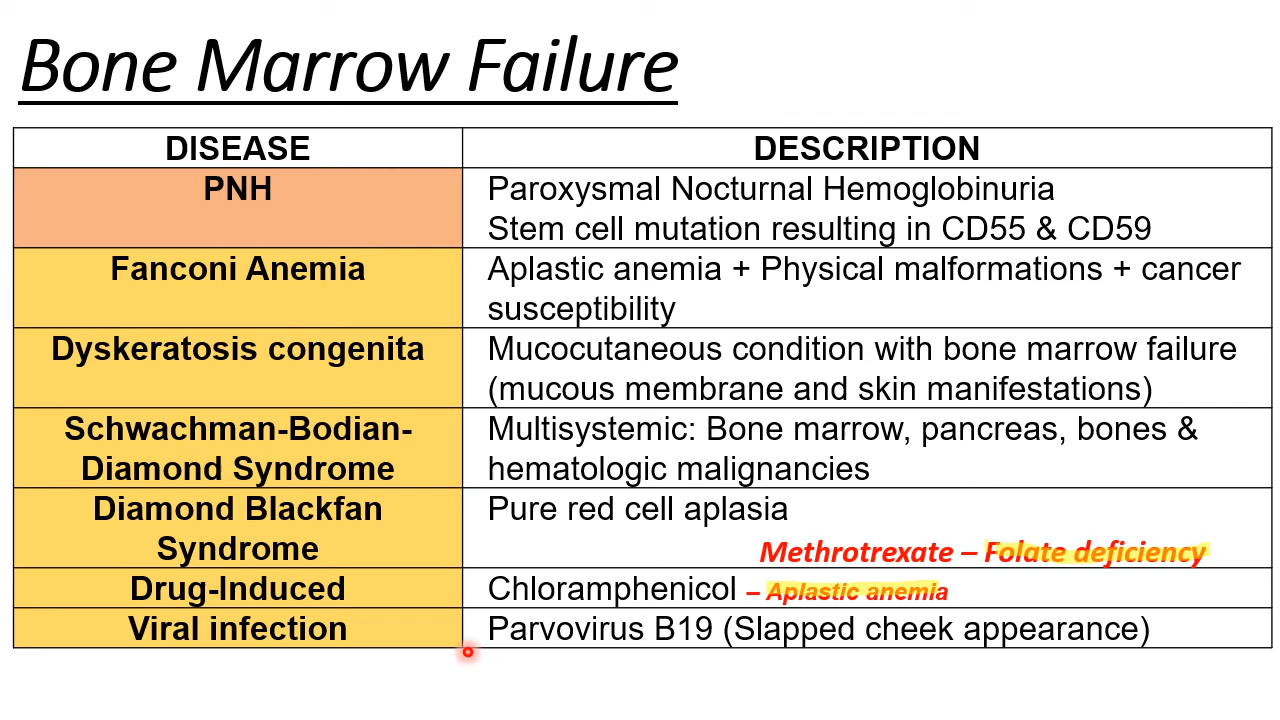 Bone Marrow Failure
DISEASE
DESCRIPTION
PNH
Paroxysmal Nocturnal Hemoglobinuria
Stem cell mutation resulting in CD55 & CD59
Fanconi Anemia
Aplastic anemia + Physical malformations + cancer
susceptibility
Dyskeratosis congenita
Mucocutaneous condition with bone marrow failure
(mucous membrane and skin manifestations)
Schwachman-Bodian-
Diamond Syndrome
Multisystemic: Bone marrow, pancreas, bones &
hematologic malignancies
Diamond Blackfan
Syndrome
Pure red cell aplasia
Methrotrexate – Folate deficiency
Drug-Induced
Chloramphenicol – Aplastic anemia
Viral infection
Parvovirus B19 (Slapped cheek appearance)